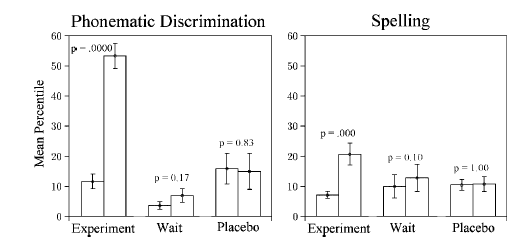 Phonematic Discrimination
Spelling
Mean Percentile
60
50
40
30
20
10
0
p = .0000
p = 0.17
p = 0.83
Experiment
Wait
Placebo
60
50
40
30
20
10
0
p = .000
p = 0.10
p = 1.00
Experiment
Wait
Placebo